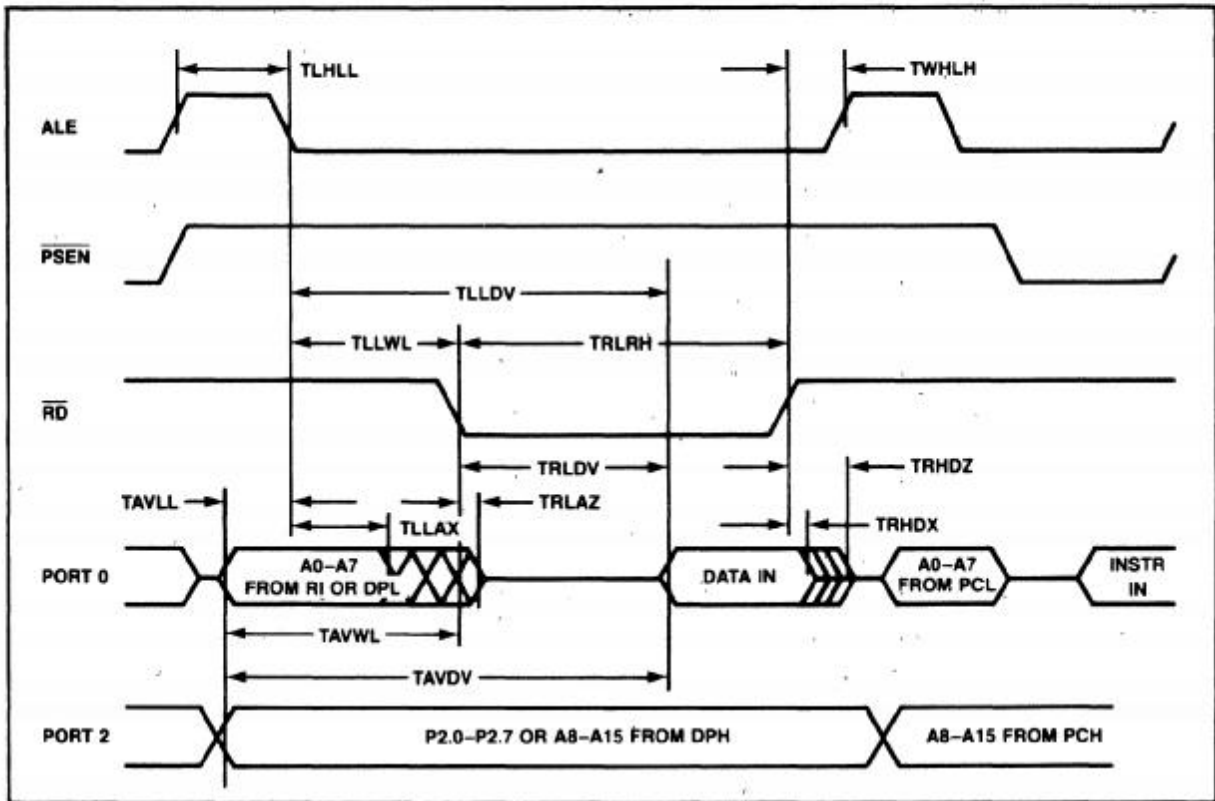 TLHLL
TWHLH
ALE
PSEN
TLLDV
TLLWL
TRLRH
RD
TRLDV
TRHDZ
TAVLL
TRLAZ
TLLAX
TRHDX
PORT 0
A0–A7
FROM RI OR DPL
DATA IN
A0–A7
FROM PCL
INSTR
IN
TAVWL
TAVDV
PORT 2
P2.0–P2.7 OR A8–A15 FROM DPH
A8–A15 FROM PCH